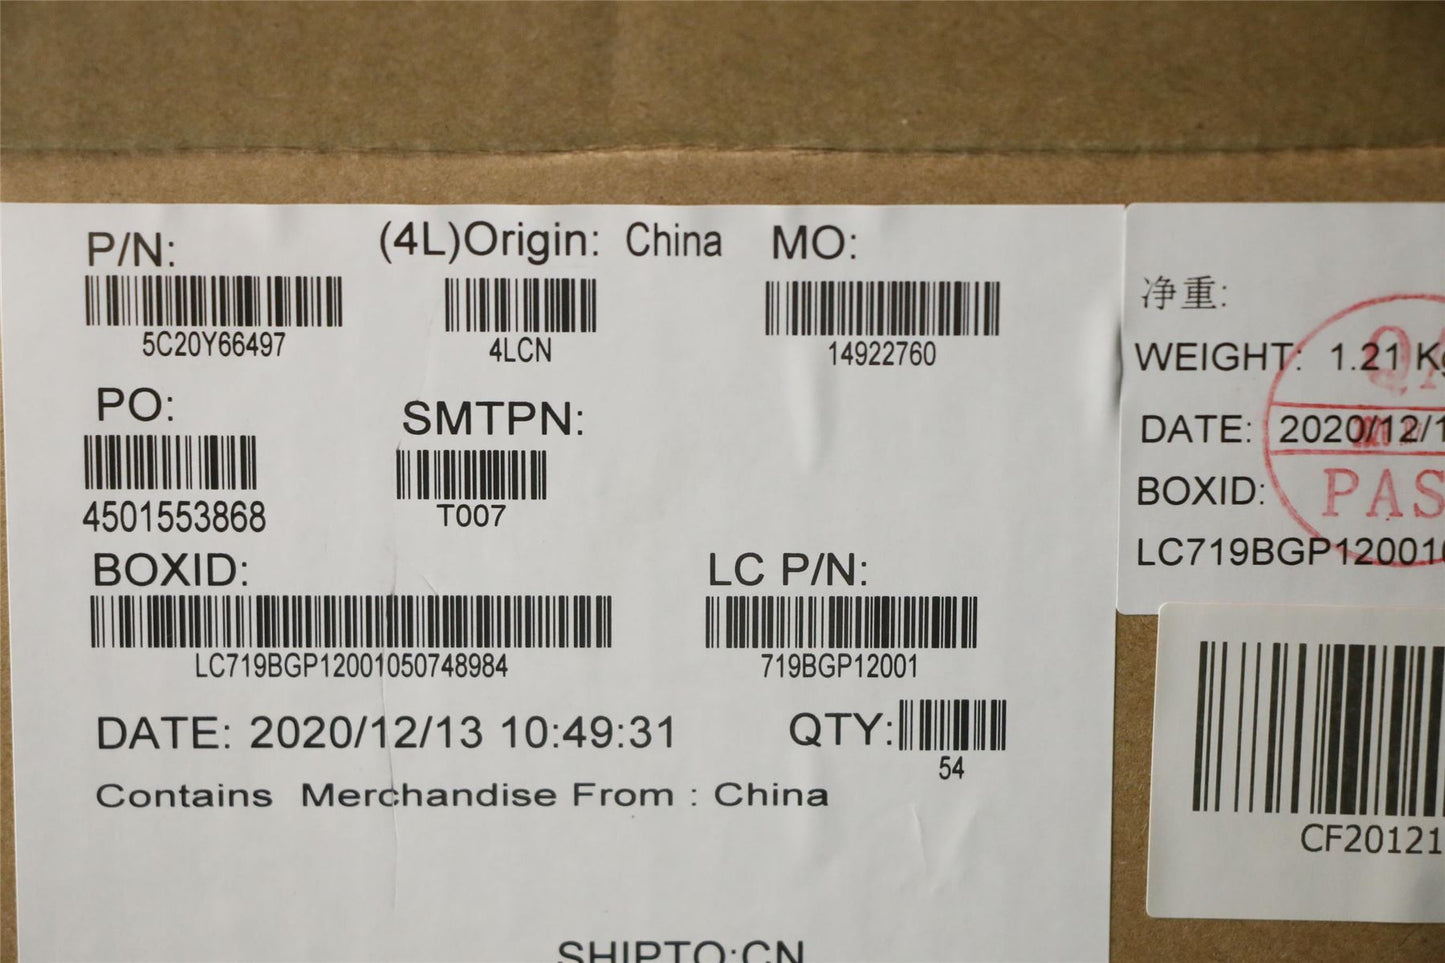 P/N:
(4L)Origin: China
MO:
5C20Y66497
4LCN
14922760
PO:
SMTPN:
4501553868
T007
BOXID:
LC P/N:
LC719BGP12001050748984
719BGP12001
DATE: 2020/12/13 10:49:31
QTY:
54
Contains Merchandise From : China
SHIPTO:CN
净重:
WEIGHT: 1.21 Kg
DATE: 2020/12/1
BOXID:
PAS
LC719BGP120010
CF20121